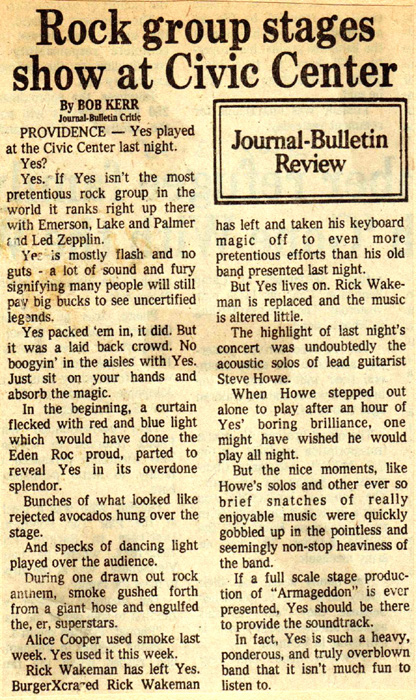 Rock group stages
show at Civic Center
By BOB KERR
Journal-Bulletin Critic
PROVIDENCE — Yes played
at the Civic Center last night.
Yes?
Yes. If Yes isn't the most
pretentious rock group in the
world it ranks right up there
with Emerson, Lake and Palmer
and Led Zepplin.
Yes is mostly flash and no
guts - a lot of sound and fury
signifying many people will still
pay big bucks to see uncertified
legends.
Yes packed 'em in, it did. But
it was a laid back crowd. No
boogyin' in the aisles with Yes.
Just sit on your hands and
absorb the magic.
In the beginning, a curtain
flecked with red and blue light
which would have done the
Eden Roc proud, parted to
reveal Yes in its overdone
splendor.
Bunches of what looked like
rejected avocados hung over the
stage.
And specks of dancing light
played over the audience.
During one drawn out rock
anthem, smoke gushed forth
from a giant hose and engulfed
the, er, superstars.
Alice Cooper used smoke last
week. Yes used it this week.
Rick Wakeman has left Yes.
BurgerXcraped Rick Wakeman
Journal-Bulletin
Review
has left and taken his keyboard
magic off to even more
pretentious efforts than his old
band presented last night.
But Yes lives on. Rick Wake-
man is replaced and the music
is altered little.
The highlight of last night's
concert was undoubtedly the
acoustic solos of lead guitarist
Steve Howe.
When Howe stepped out
alone to play after an hour of
Yes' boring brilliance, one
might have wished he would
play all night.
But the nice moments, like
Howe's solos and other ever so
brief snatches of really
enjoyable music were quickly
gobbled up in the pointless and
seemingly non-stop heaviness of
the band.
If a full scale stage produc-
tion of "Armageddon" is ever
presented, Yes should be there
to provide the soundtrack.
In fact, Yes is such a heavy,
ponderous, and truly overblown
band that it isn't much fun to
listen to.